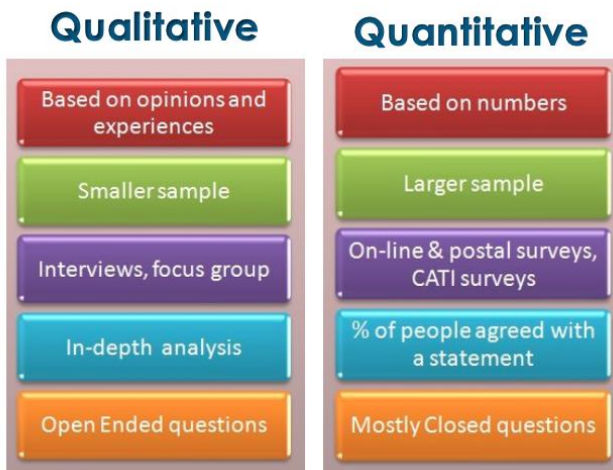 Qualitative
Based on opinions and
experiences
Smaller sample
Interviews, focus group
In-depth analysis
Open Ended questions
Quantitative
Based on numbers
Larger sample
On-line & postal surveys,
CATI surveys
% of people agreed with
a statement
Mostly Closed questions